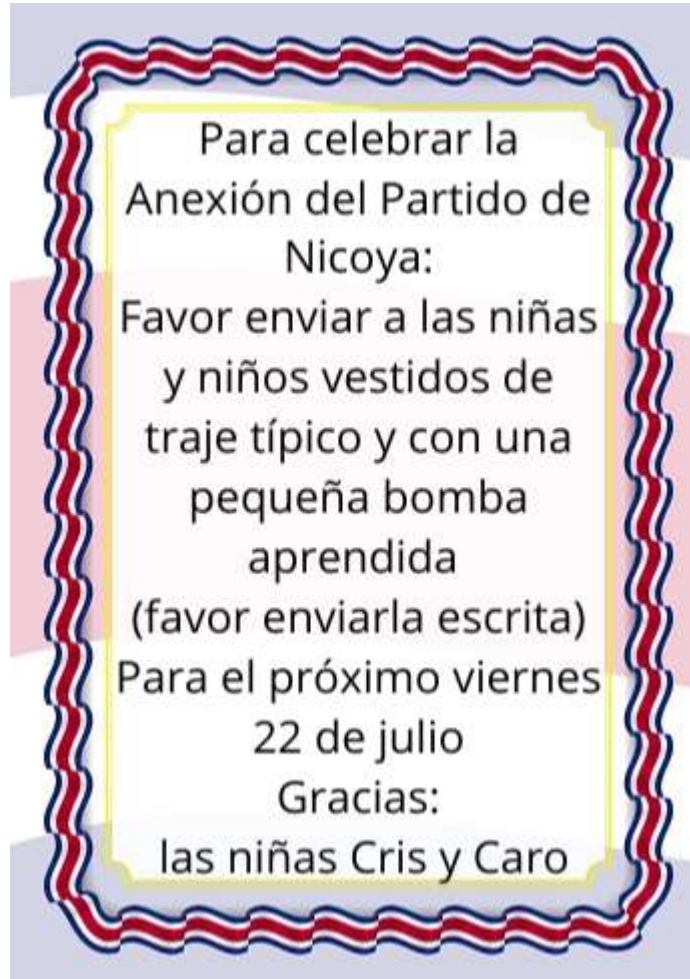 Para celebrar la
Anexión del Partido de
Nicoya:
Favor enviar a las niñas
y niños vestidos de
traje típico y con una
pequeña bomba
aprendida
(favor enviarla escrita)
Para el próximo viernes
22 de julio
Gracias:
las niñas Cris y Caro